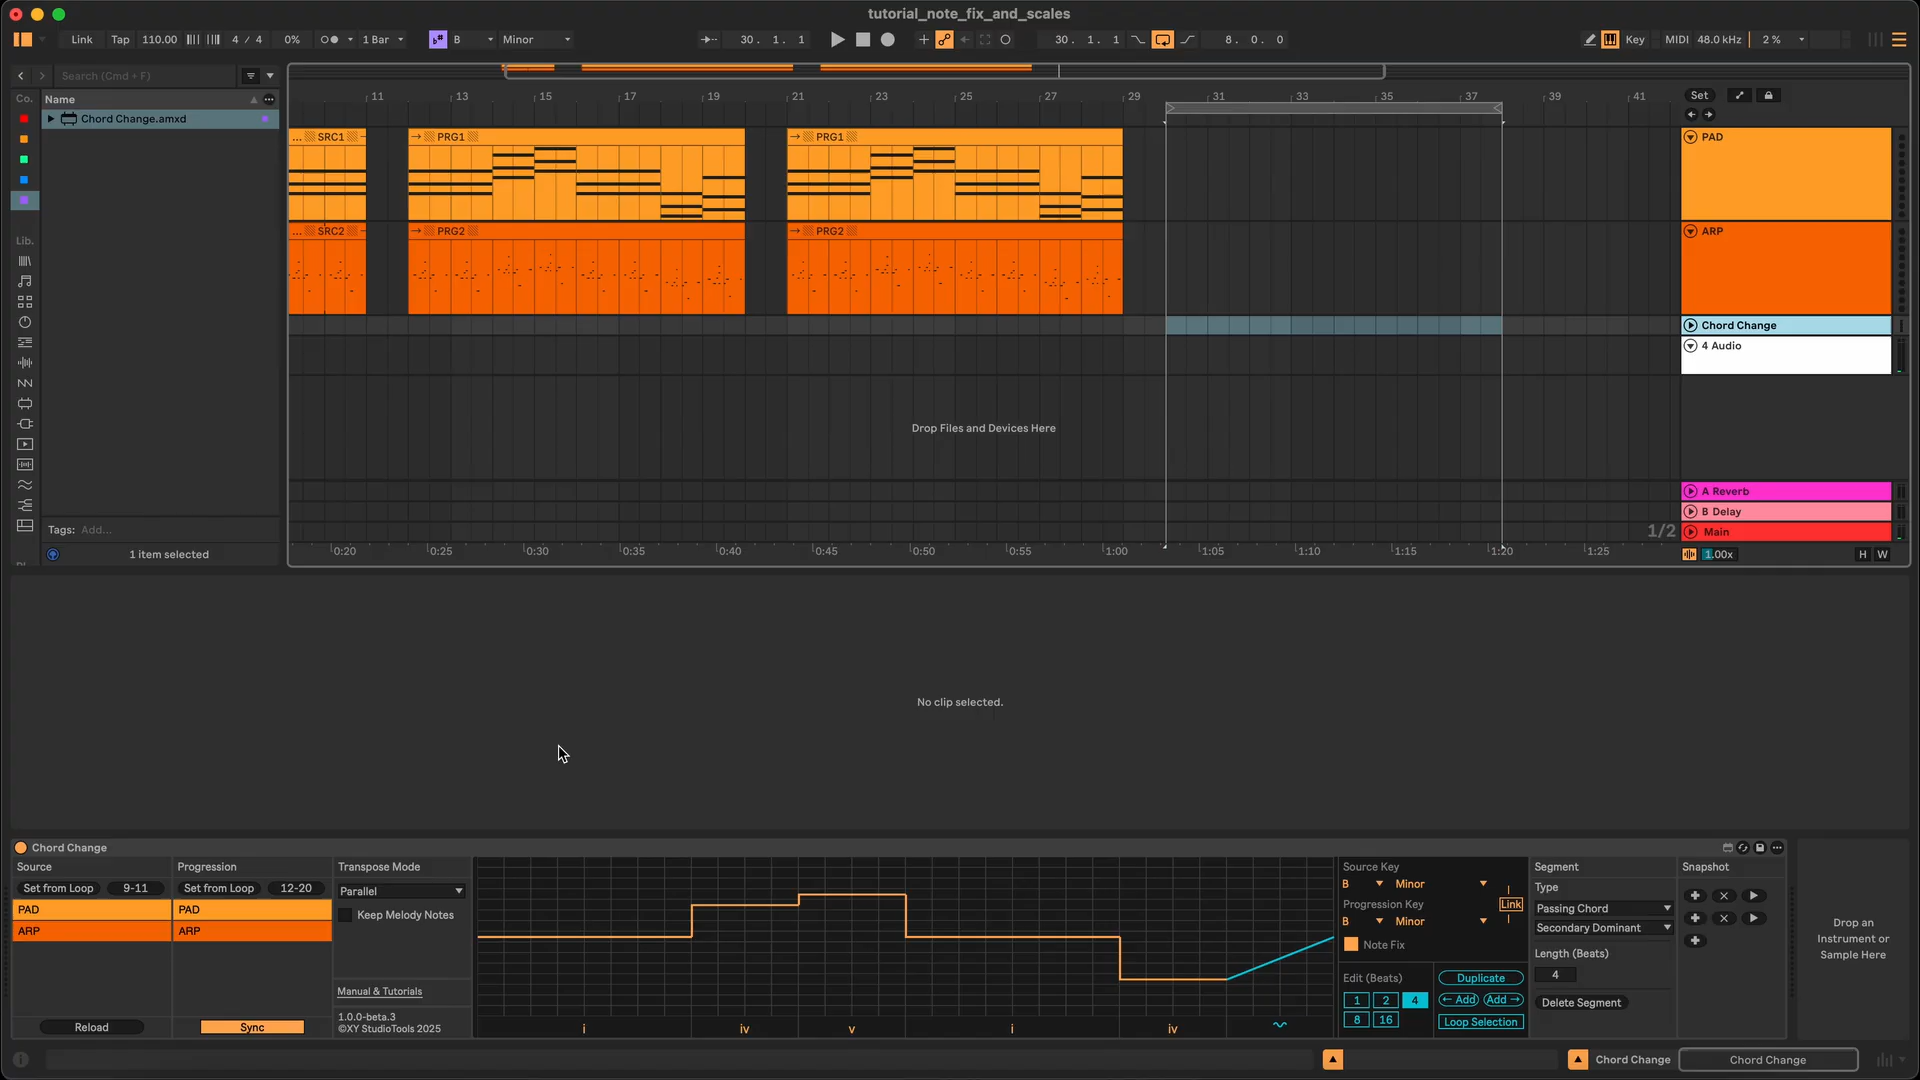 tutorial_note_fix_and_scales
Link Tap 110.00 4 / 4 0% 1 Bar B Minor 30. 1. 1 30. 1. 1 8. 0. 0 Key MIDI 48.0 kHz 2 %
Search (Cmd + F)
Co. Name
Chord Change.amxd
Lib.
Tags: Add...
1 item selected
11 13 15 17 19 21 23 25 27 29 31 33 35 37 39 41 Set
... SRC1 PRG1 PRG1 PAD
... SRC2 PRG2 PRG2 ARP
Chord Change
4 Audio
Drop Files and Devices Here
A Reverb
B Delay
1/2 Main
0:20 0:25 0:30 0:35 0:40 0:45 0:50 0:55 1:00 1:05 1:10 1:15 1:20 1:25 1.00x H W
No clip selected.
Chord Change
Source
Set from Loop 9-11
PAD
ARP
Reload
Progression
Set from Loop 12-20
PAD
ARP
Sync
Transpose Mode
Parallel
Keep Melody Notes
Manual & Tutorials
1.0.0-beta.3
©XY StudioTools 2025
i iv v i iv
Source Key
B Minor
Progression Key
B Minor
Link
Note Fix
Edit (Beats)
1 2 4
8 16
Duplicate
← Add Add →
Loop Selection
Segment
Type
Passing Chord
Secondary Dominant
Length (Beats)
4
Delete Segment
Snapshot
Drop an
Instrument or
Sample Here
Chord Change Chord Change